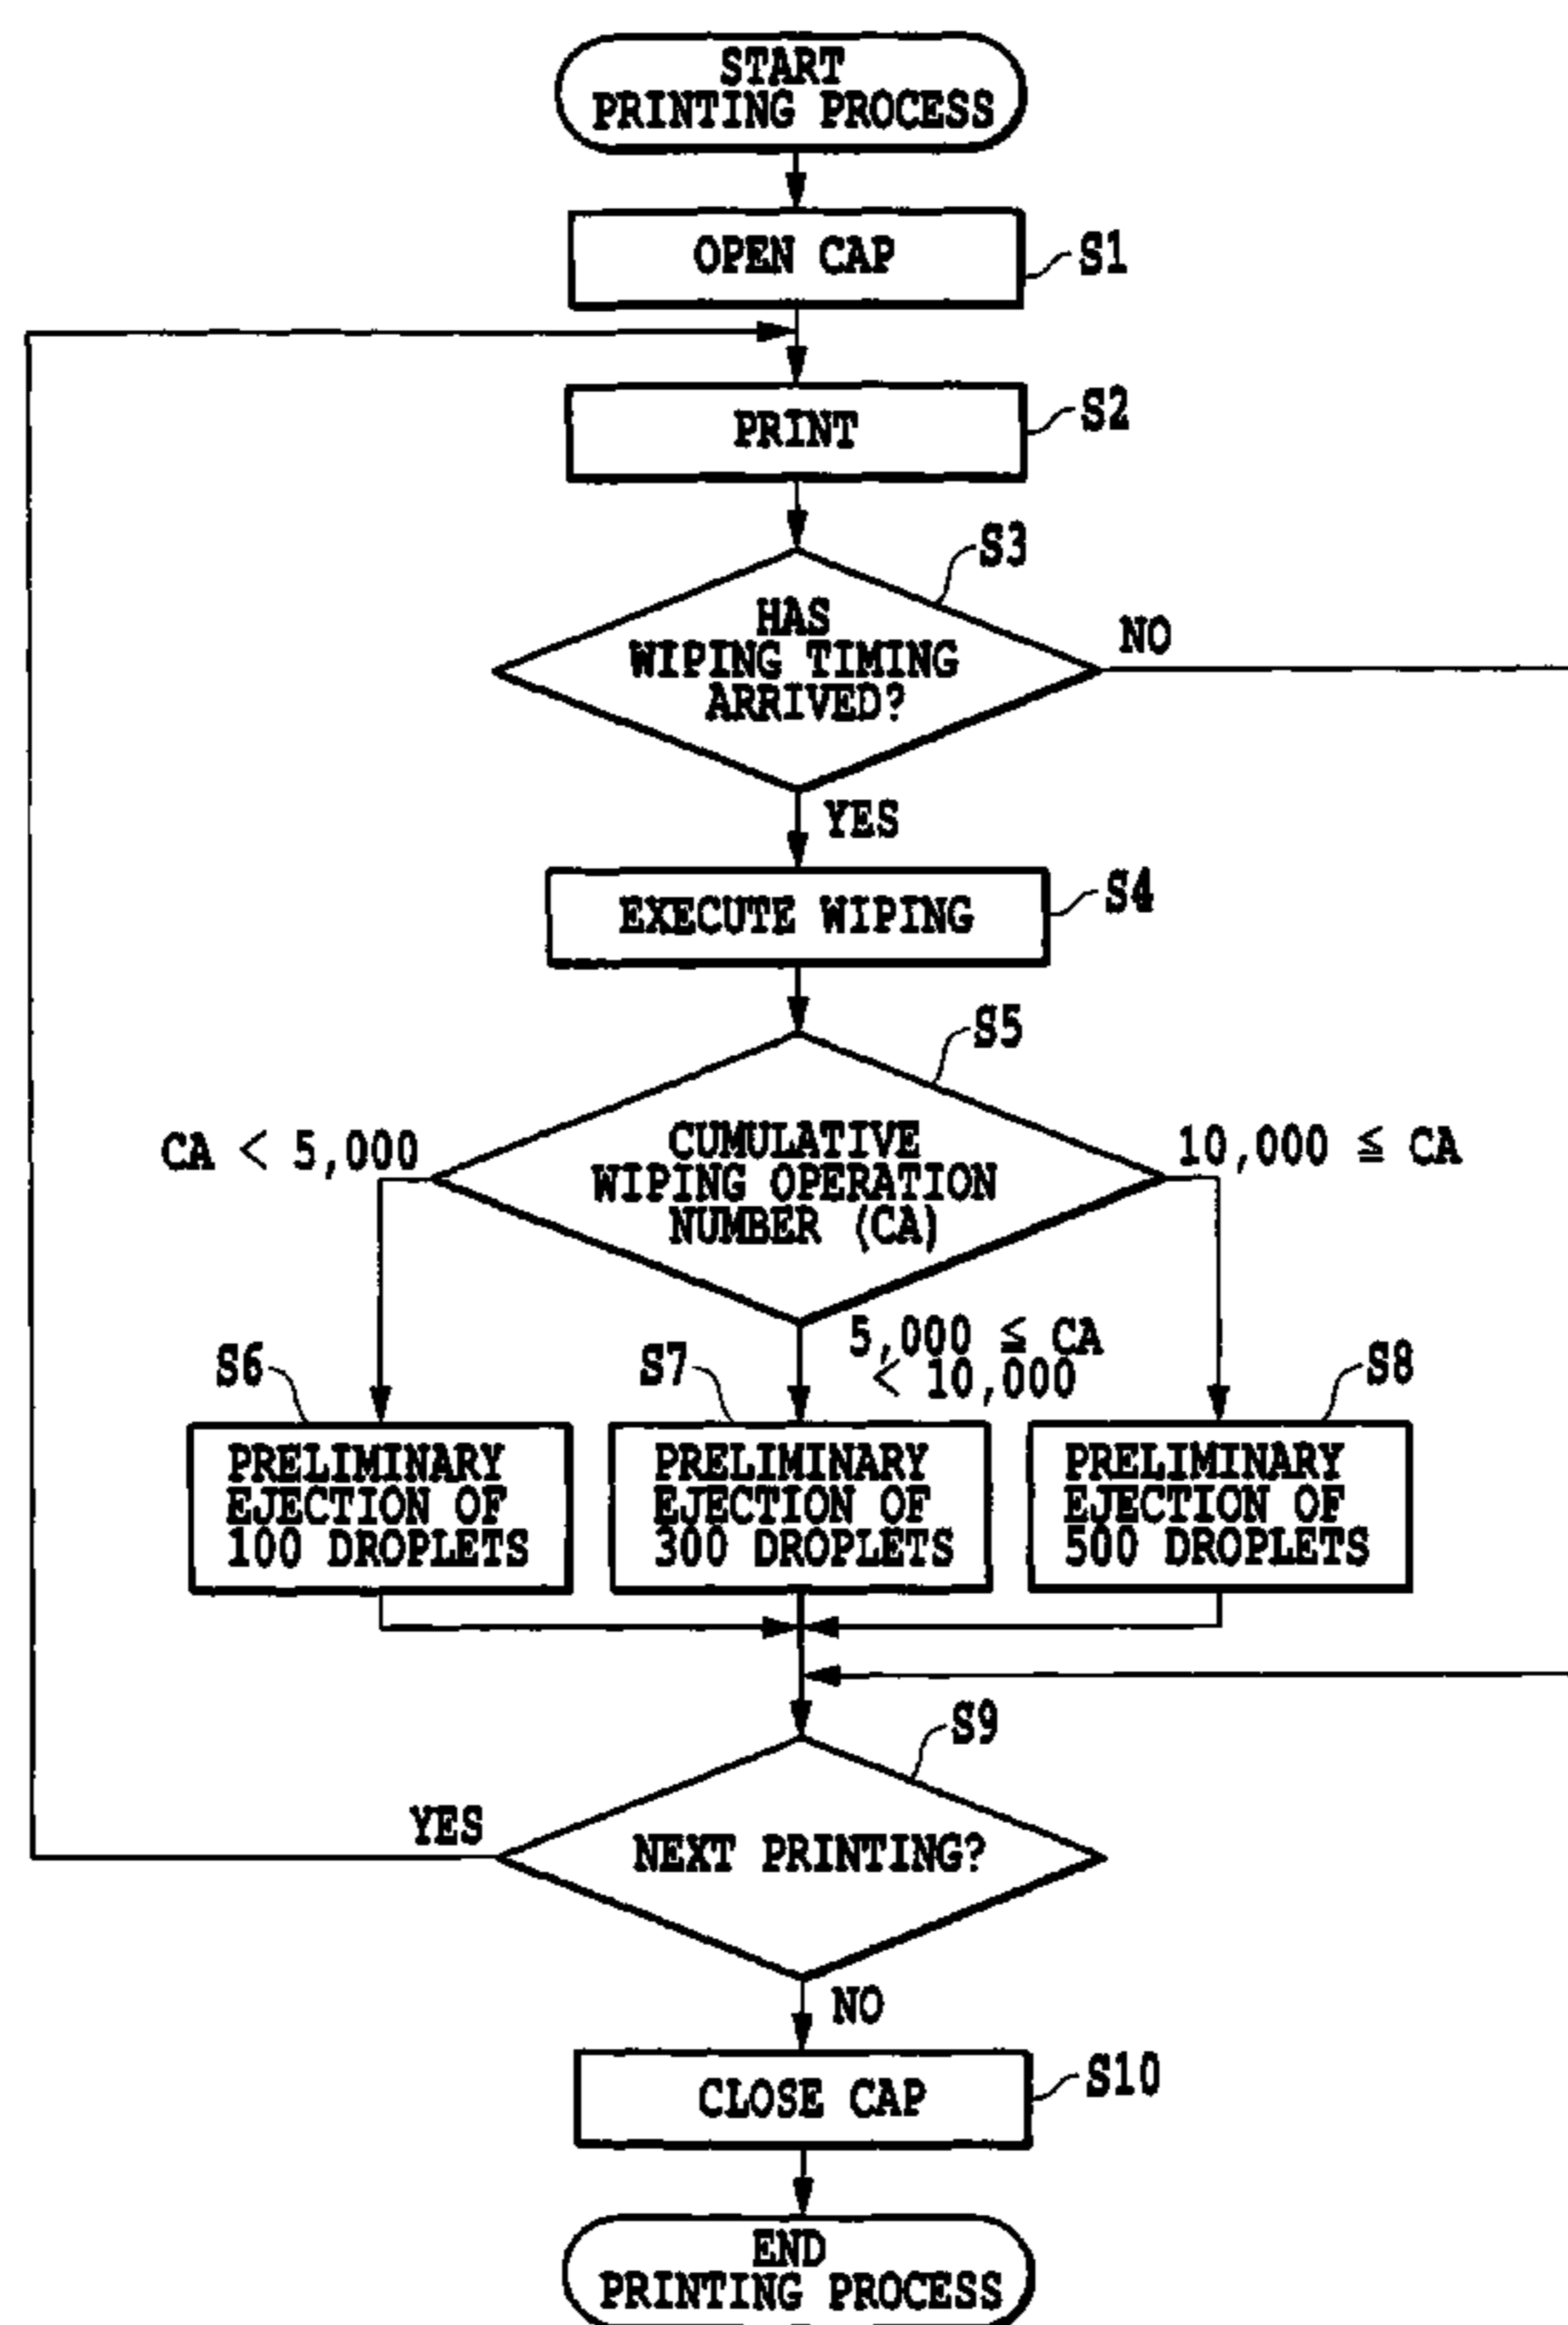 START
PRINTING PROCESS
OPEN CAP
S1
PRINT
S2
S3
HAS
WIPING TIMING
ARRIVED?
NO
YES
EXECUTE WIPING
S4
S5
CUMULATIVE
WIPING OPERATION
NUMBER (CA)
CA < 5,000
10,000 ≦ CA
5,000 ≦ CA
< 10,000
S6
PRELIMINARY
EJECTION OF
100 DROPLETS
S7
PRELIMINARY
EJECTION OF
300 DROPLETS
S8
PRELIMINARY
EJECTION OF
500 DROPLETS
S9
NEXT PRINTING?
YES
NO
CLOSE CAP
S10
END
PRINTING PROCESS